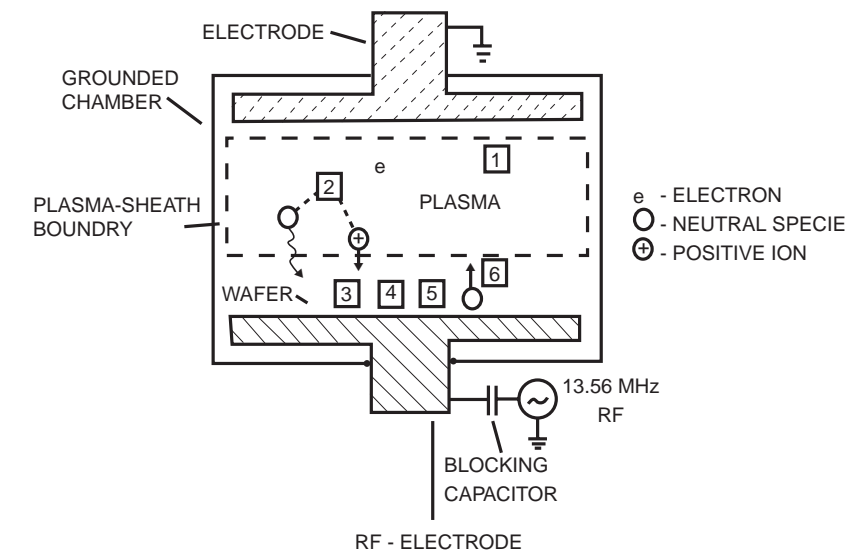 ELECTRODE
GROUNDED
CHAMBER
1
e
2
PLASMA
PLASMA-SHEATH
BOUNDRY
e - ELECTRON
- NEUTRAL SPECIE
+ - POSITIVE ION
+
6
WAFER
3
4
5
13.56 MHz
RF
BLOCKING
CAPACITOR
RF - ELECTRODE